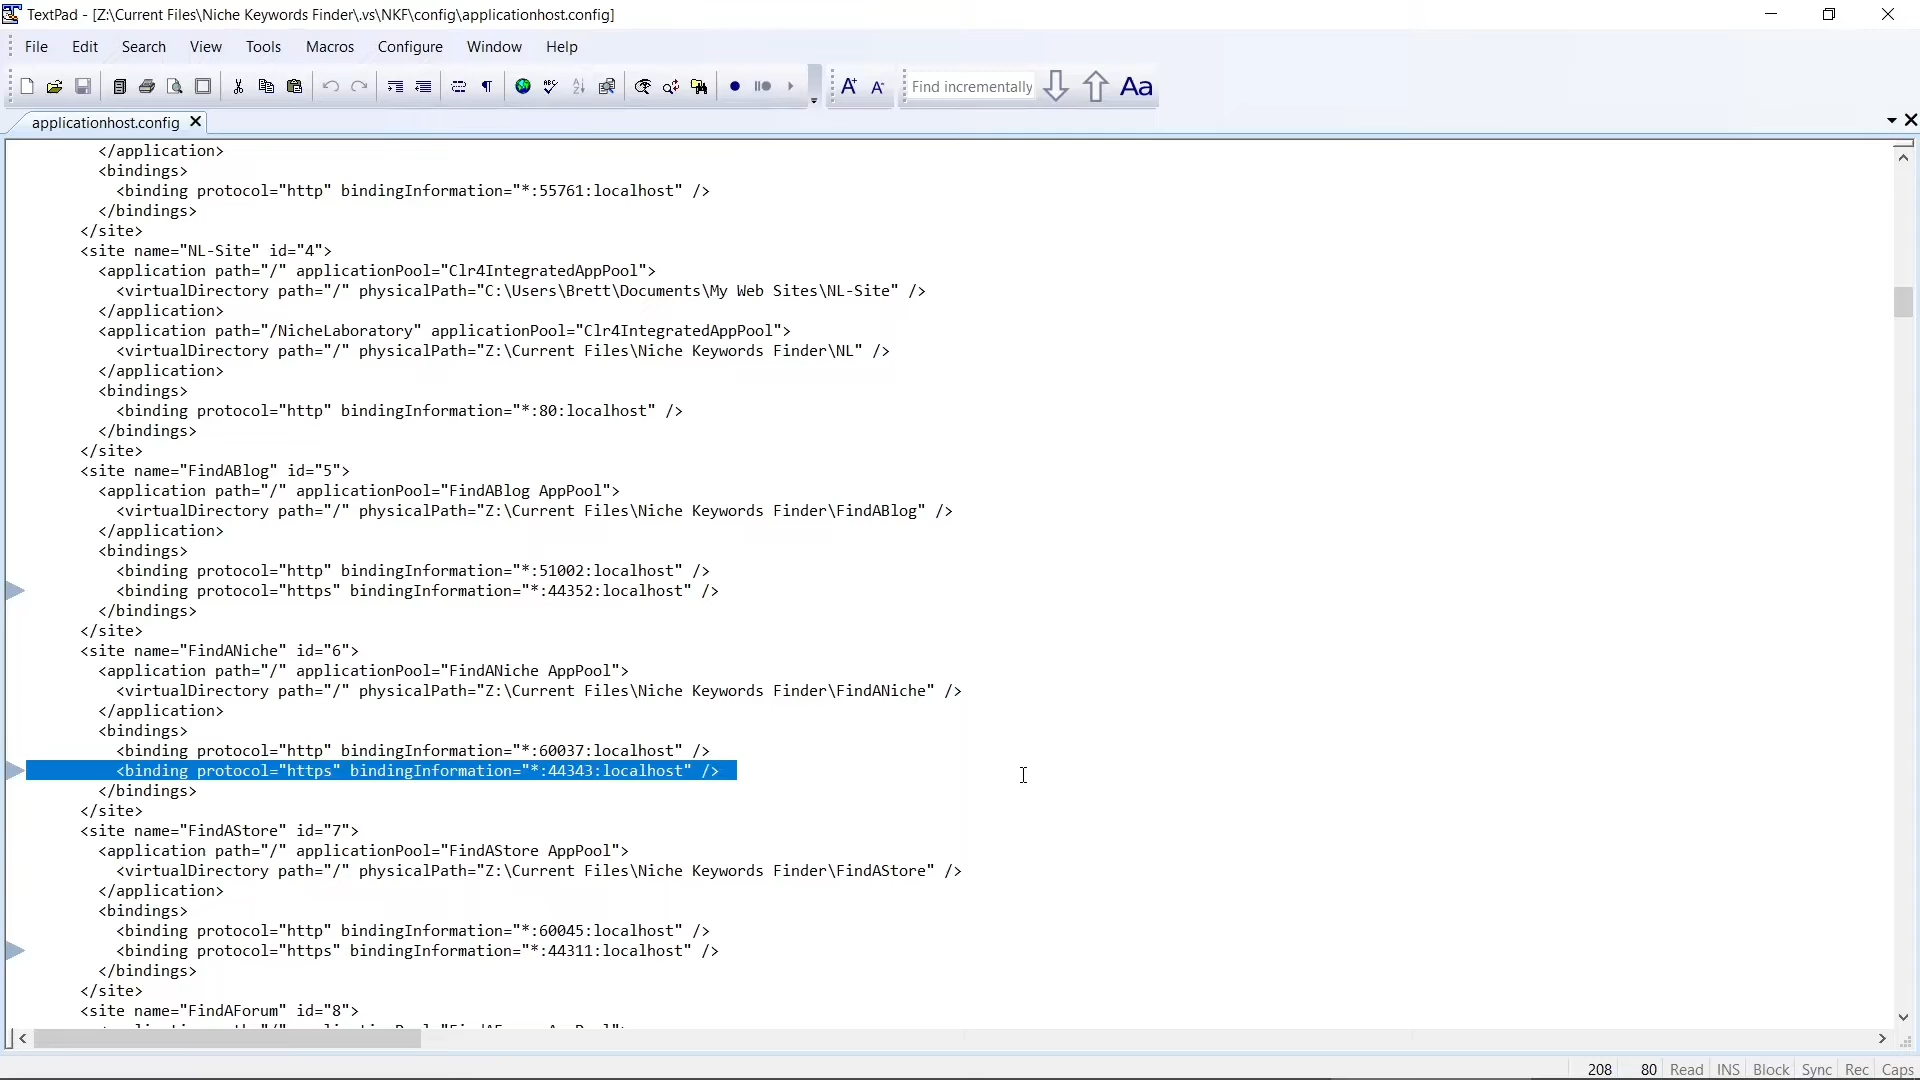 TextPad - [Z:\Current Files\Niche Keywords Finder\.vs\NKF\config\applicationhost.config]
File Edit Search View Tools Macros Configure Window Help
Find incrementally Aa
applicationhost.config
</application>
<bindings>
<binding protocol="http" bindingInformation="*:55761:localhost" />
</bindings>
</site>
<site name="NL-Site" id="4">
<application path="/" applicationPool="Clr4IntegratedAppPool">
<virtualDirectory path="/" physicalPath="C:\Users\Brett\Documents\My Web Sites\NL-Site" />
</application>
<application path="/NicheLaboratory" applicationPool="Clr4IntegratedAppPool">
<virtualDirectory path="/" physicalPath="Z:\Current Files\Niche Keywords Finder\NL" />
</application>
<bindings>
<binding protocol="http" bindingInformation="*:80:localhost" />
</bindings>
</site>
<site name="FindABlog" id="5">
<application path="/" applicationPool="FindABlog AppPool">
<virtualDirectory path="/" physicalPath="Z:\Current Files\Niche Keywords Finder\FindABlog" />
</application>
<bindings>
<binding protocol="http" bindingInformation="*:51002:localhost" />
<binding protocol="https" bindingInformation="*:44352:localhost" />
</bindings>
</site>
<site name="FindANiche" id="6">
<application path="/" applicationPool="FindANiche AppPool">
<virtualDirectory path="/" physicalPath="Z:\Current Files\Niche Keywords Finder\FindANiche" />
</application>
<bindings>
<binding protocol="http" bindingInformation="*:60037:localhost" />
<binding protocol="https" bindingInformation="*:44343:localhost" />
</bindings>
</site>
<site name="FindAStore" id="7">
<application path="/" applicationPool="FindAStore AppPool">
<virtualDirectory path="/" physicalPath="Z:\Current Files\Niche Keywords Finder\FindAStore" />
</application>
<bindings>
<binding protocol="http" bindingInformation="*:60045:localhost" />
<binding protocol="https" bindingInformation="*:44311:localhost" />
</bindings>
</site>
<site name="FindAForum" id="8">
208 80 Read INS Block Sync Rec Caps